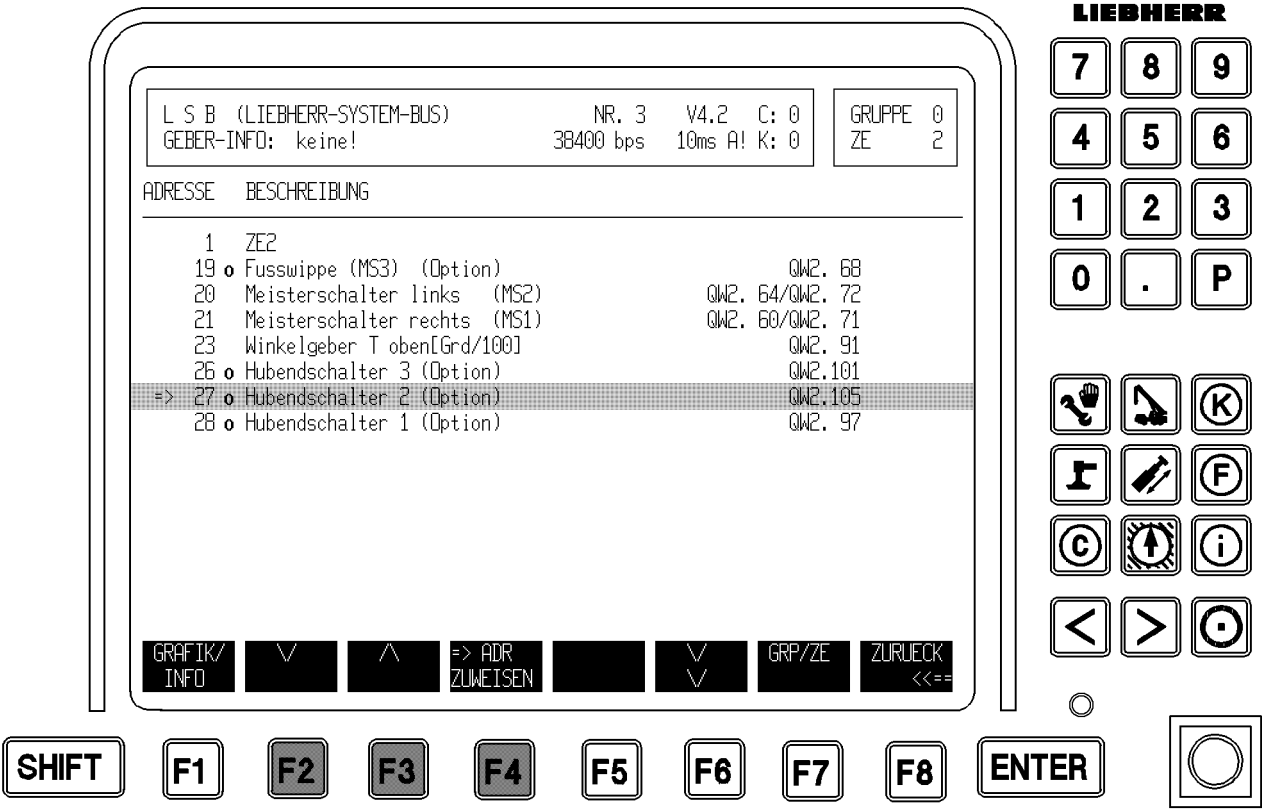 LIEBHERR
L S B (LIEBHERR-SYSTEM-BUS) NR. 3 V4.2 C: 0 GRUPPE 0
GEBER-INFO: keine! 38400 bps 10ms A! K: 0 ZE 2
ADRESSE BESCHREIBUNG
1 ZE2
19 o Fusswippe (MS3) (Option) QW2. 68
20 Meisterschalter links (MS2) QW2. 64/QW2. 72
21 Meisterschalter rechts (MS1) QW2. 60/QW2. 71
23 Winkelgeber T oben[Grd/100] QW2. 91
26 o Hubendschalter 3 (Option) QW2.101
=> 27 o Hubendschalter 2 (Option) QW2.105
28 o Hubendschalter 1 (Option) QW2. 97
GRAFIK/ \/ /\ => ADR \/ GRP/ZE ZURUECK
INFO ZUWEISEN \/ <<==
7 8 9
4 5 6
1 2 3
0 . P
K
F
C i
< >
SHIFT F1 F2 F3 F4 F5 F6 F7 F8 ENTER